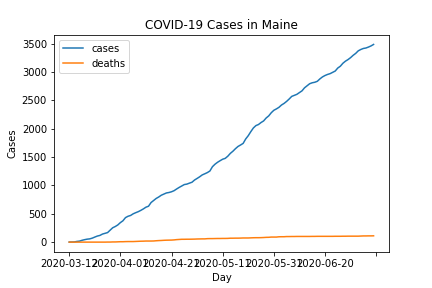 COVID-19 Cases in Maine
cases
deaths
Cases
3500
3000
2500
2000
1500
1000
500
0
2020-03-12 2020-04-01 2020-04-21 2020-05-11 2020-05-31 2020-06-20
Day